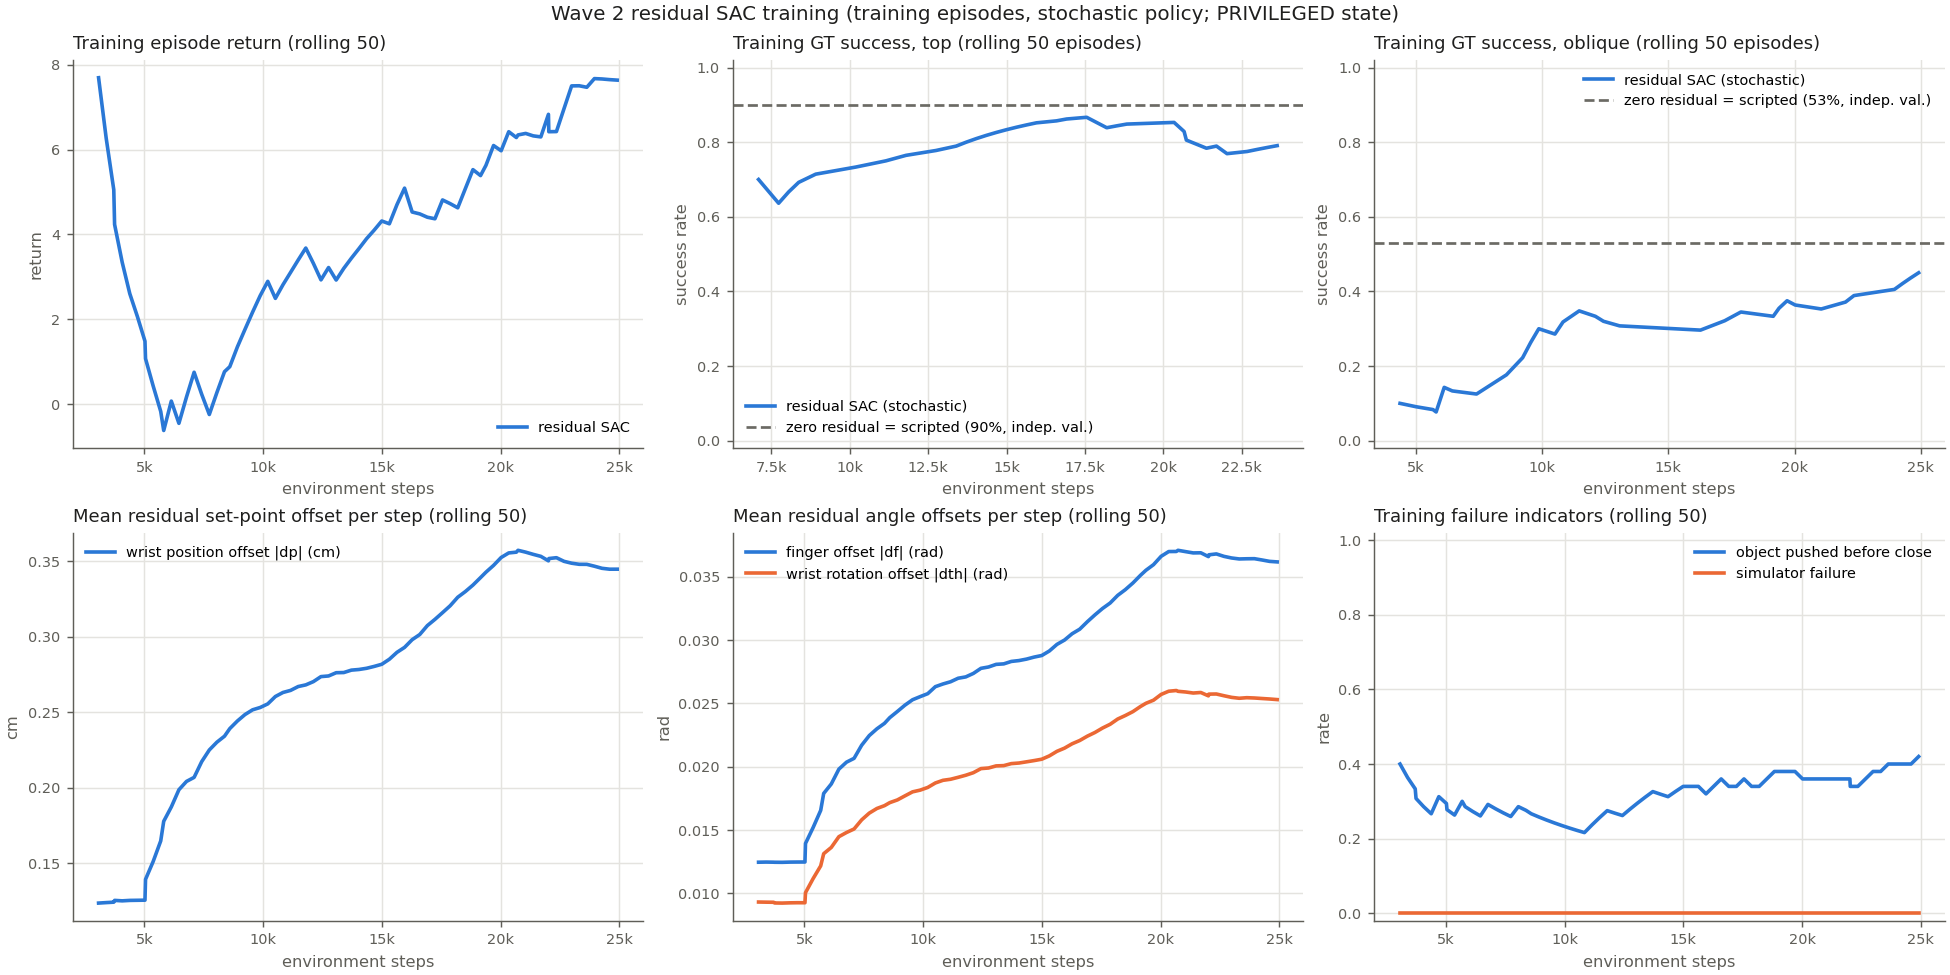 Wave 2 residual SAC training (training episodes, stochastic policy; PRIVILEGED state)
Training episode return (rolling 50)
8
6
4
2
0
return
residual SAC
5k
10k
15k
20k
25k
environment steps
Training GT success, top (rolling 50 episodes)
1.0
0.8
0.6
0.4
0.2
0.0
success rate
residual SAC (stochastic)
zero residual = scripted (90%, indep. val.)
7.5k
10k
12.5k
15k
17.5k
20k
22.5k
environment steps
Training GT success, oblique (rolling 50 episodes)
1.0
0.8
0.6
0.4
0.2
0.0
success rate
residual SAC (stochastic)
zero residual = scripted (53%, indep. val.)
5k
10k
15k
20k
25k
environment steps
Mean residual set-point offset per step (rolling 50)
0.35
0.30
0.25
0.20
0.15
cm
wrist position offset |dp| (cm)
5k
10k
15k
20k
25k
environment steps
Mean residual angle offsets per step (rolling 50)
0.035
0.030
0.025
0.020
0.015
0.010
rad
finger offset |df| (rad)
wrist rotation offset |dth| (rad)
5k
10k
15k
20k
25k
environment steps
Training failure indicators (rolling 50)
1.0
0.8
0.6
0.4
0.2
0.0
rate
object pushed before close
simulator failure
5k
10k
15k
20k
25k
environment steps